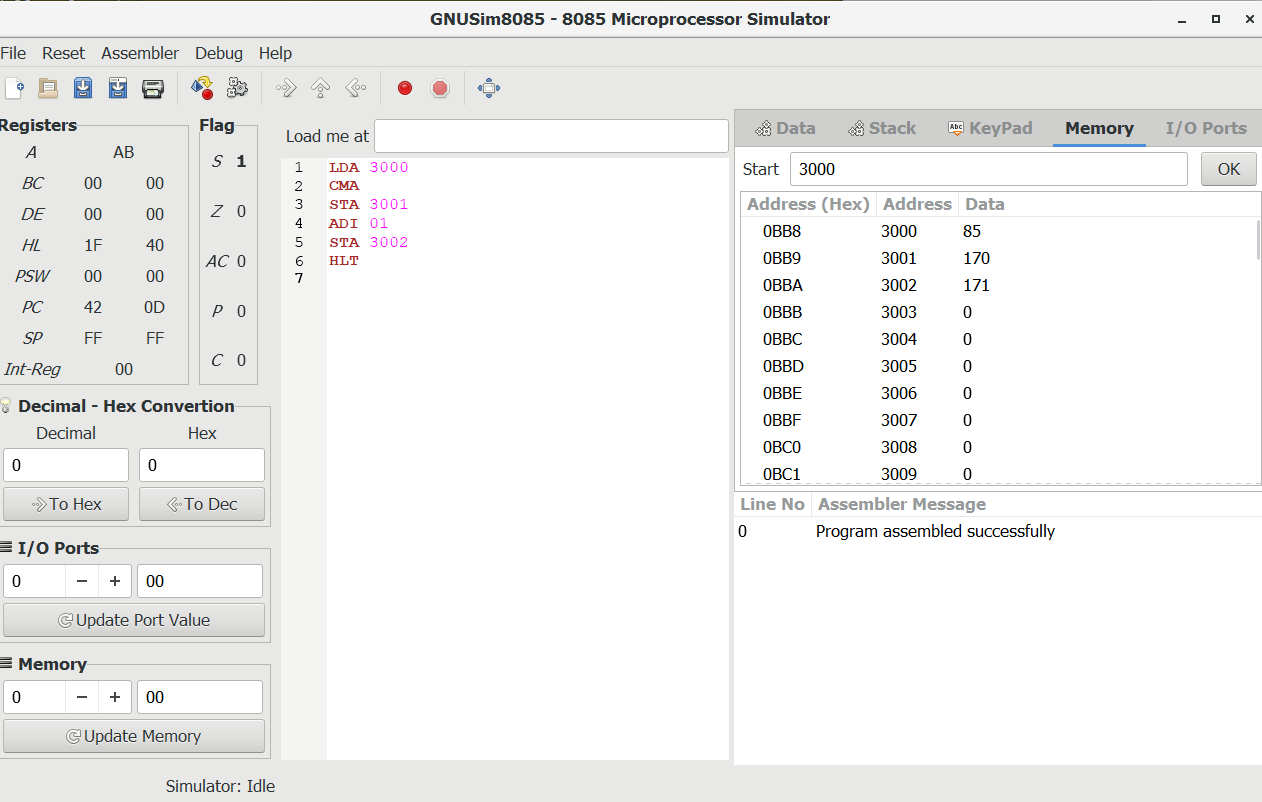 GNUSim8085 - 8085 Microprocessor Simulator
File Reset Assembler Debug Help
Registers
A AB
BC 00 00
DE 00 00
HL 1F 40
PSW 00 00
PC 42 0D
SP FF FF
Int-Reg 00
Flag
S 1
Z 0
AC 0
P 0
C 0
Decimal - Hex Convertion
Decimal Hex
0 0
To Hex To Dec
I/O Ports
0 − + 00
Update Port Value
Memory
0 − + 00
Update Memory
Load me at
1 LDA 3000
2 CMA
3 STA 3001
4 ADI 01
5 STA 3002
6 HLT
7
Data Stack Abc KeyPad Memory I/O Ports
Start 3000 OK
Address (Hex) Address Data
0BB8 3000 85
0BB9 3001 170
0BBA 3002 171
0BBB 3003 0
0BBC 3004 0
0BBD 3005 0
0BBE 3006 0
0BBF 3007 0
0BC0 3008 0
0BC1 3009 0
Line No Assembler Message
0 Program assembled successfully
Simulator: Idle